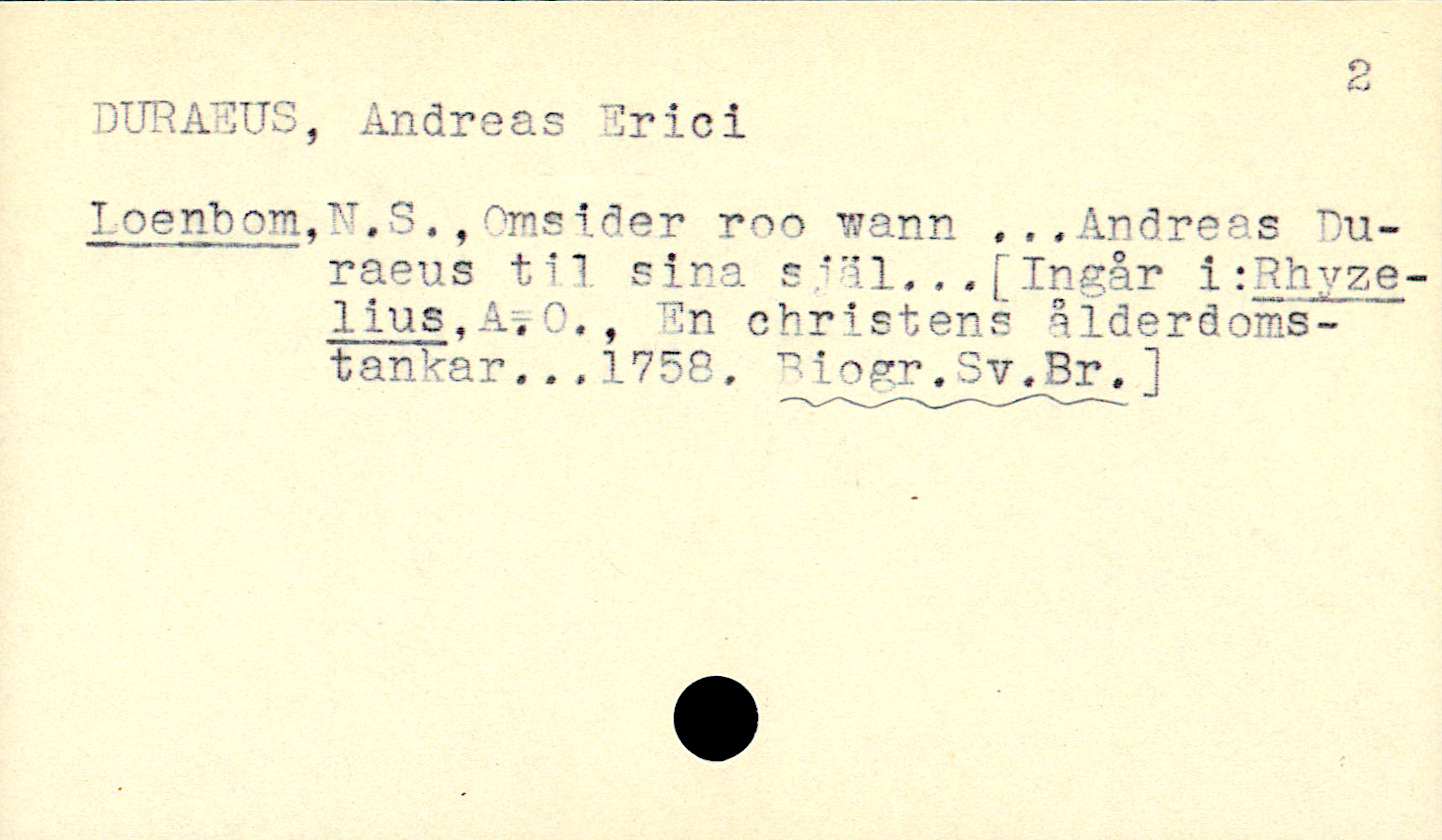 2
DURAEUS, Andreas Erici
Loenbom,N.S.,Omsider roo wann ...Andreas Du-
raeus til sina själ...[Ingår i:Rhyze-
lius,A.O., En christens ålderdoms-
tankar...1758. Biogr.Sv.Br.]